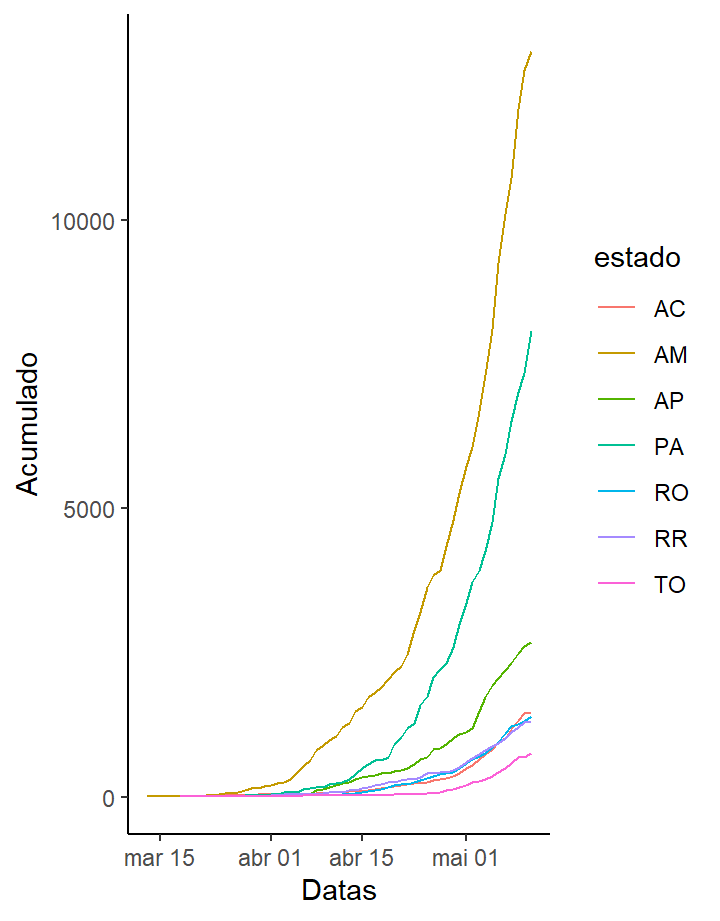 Acumulado
10000
5000
0
mar 15
abr 01
abr 15
mai 01
Datas
estado
AC
AM
AP
PA
RO
RR
TO